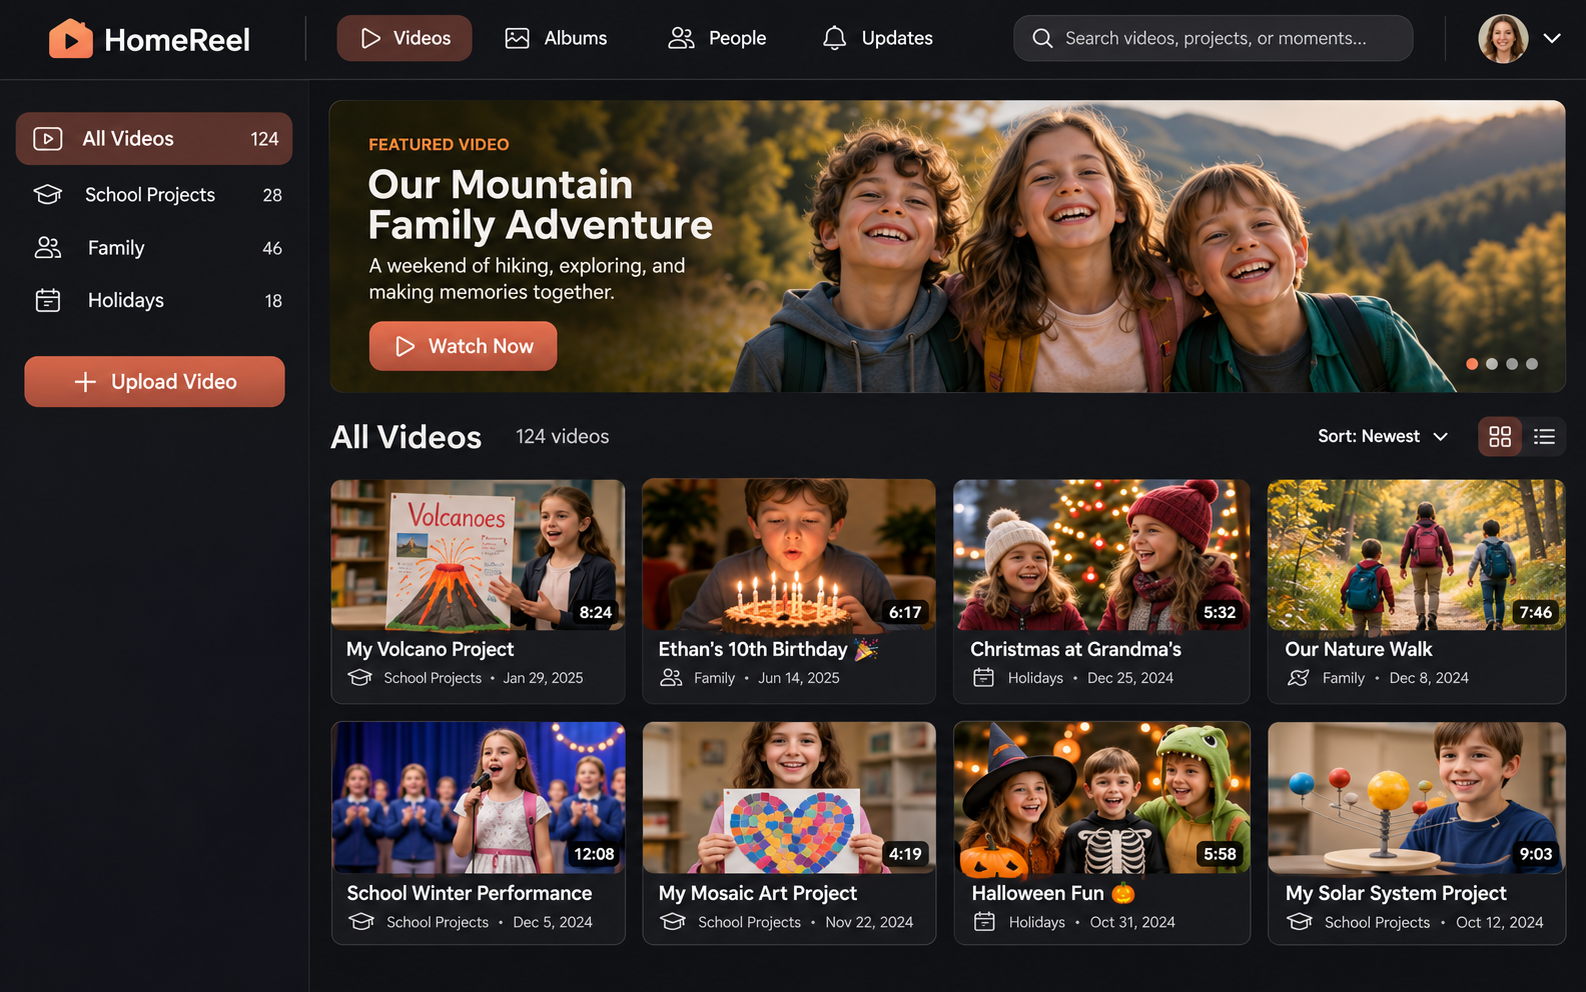 HomeReel
Videos
Albums
People
Updates
Search videos, projects, or moments...
All Videos 124
School Projects 28
Family 46
Holidays 18
Upload Video
FEATURED VIDEO
Our Mountain
Family Adventure
A weekend of hiking, exploring, and
making memories together.
Watch Now
All Videos 124 videos
Sort: Newest
Volcanoes
8:24
My Volcano Project
School Projects • Jan 29, 2025
6:17
Ethan's 10th Birthday 🎉
Family • Jun 14, 2025
5:32
Christmas at Grandma's
Holidays • Dec 25, 2024
7:46
Our Nature Walk
Family • Dec 8, 2024
12:08
School Winter Performance
School Projects • Dec 5, 2024
4:19
My Mosaic Art Project
School Projects • Nov 22, 2024
5:58
Halloween Fun 🎃
Holidays • Oct 31, 2024
9:03
My Solar System Project
School Projects • Oct 12, 2024